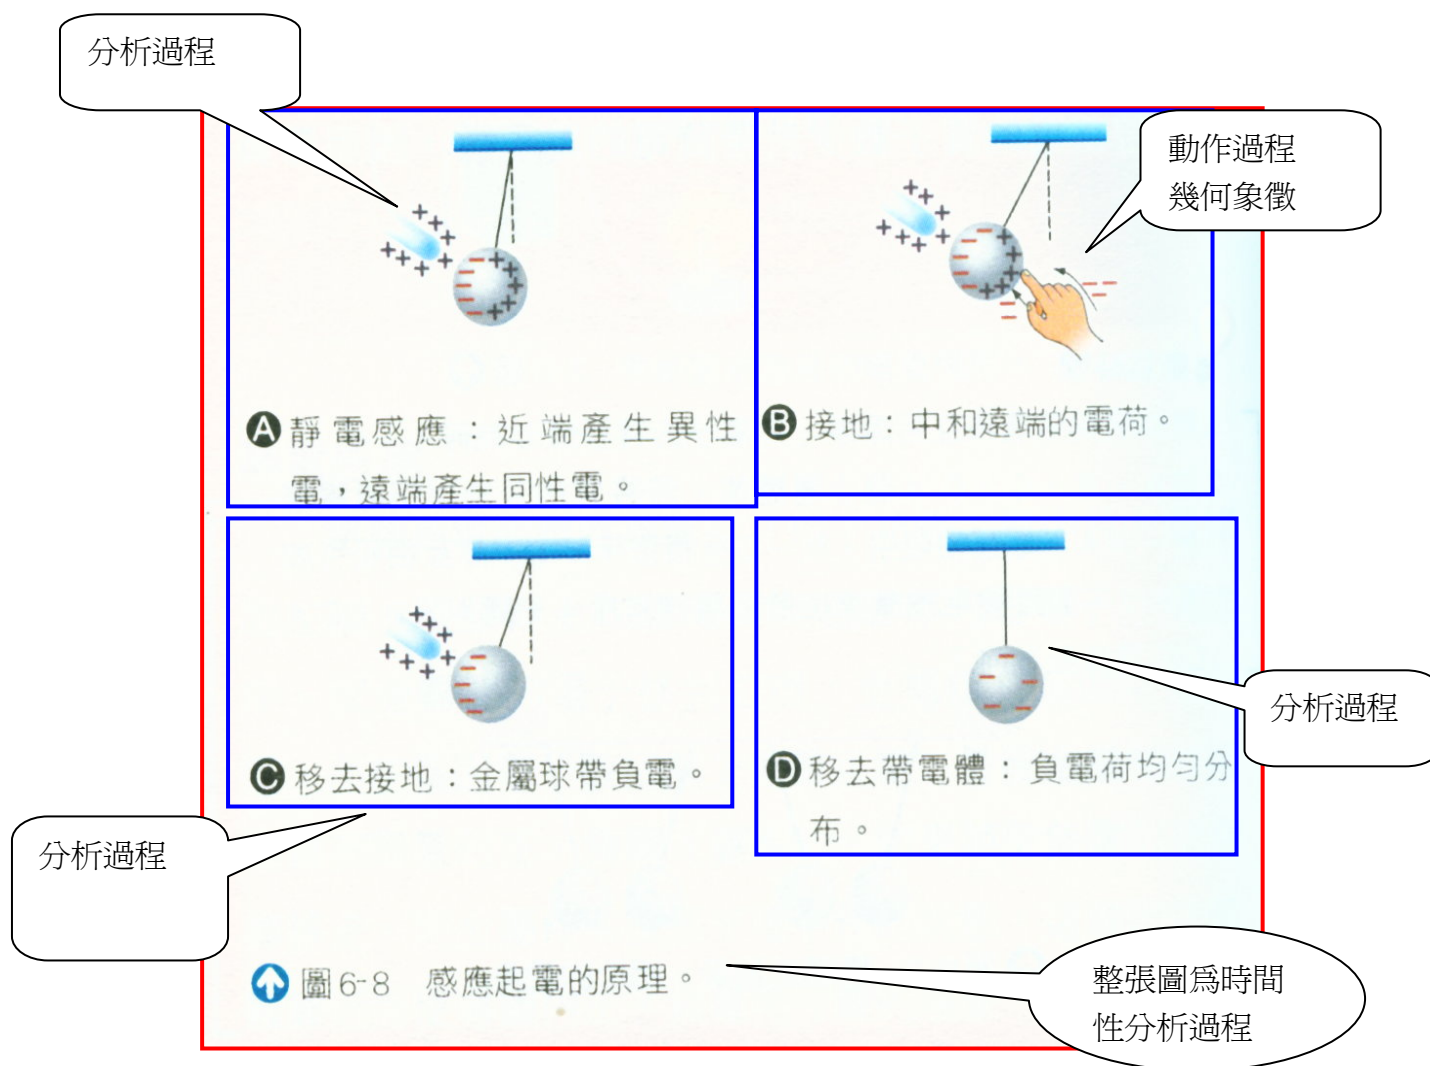 分析過程
動作過程
幾何象徵
A 靜電感應：近端產生異性
電，遠端產生同性電。
B 接地：中和遠端的電荷。
C 移去接地：金屬球帶負電。
D 移去帶電體：負電荷均勻分
布。
分析過程
分析過程
圖6-8 感應起電的原理。
整張圖為時間
性分析過程